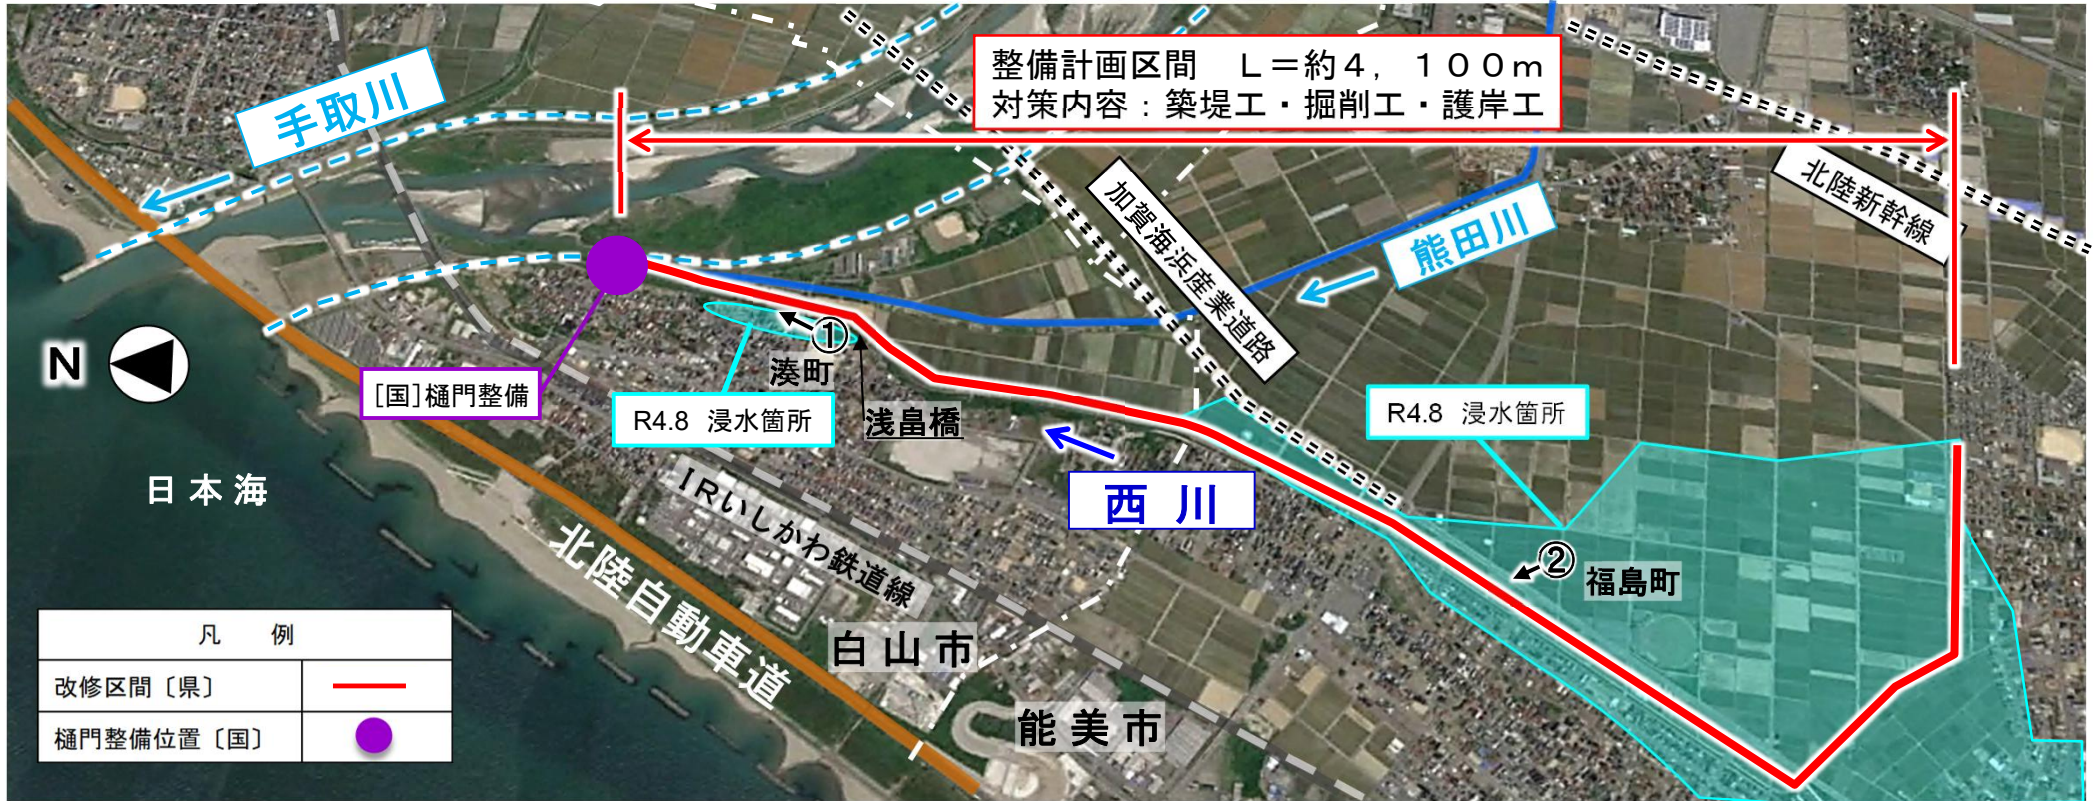 整備計画区間　Ｌ＝約４，１００ｍ
対策内容：築堤工・掘削工・護岸工
手取川
加賀海浜産業道路
北陸新幹線
熊田川
N
[国]樋門整備
①
湊町
R4.8 浸水箇所
浅畠橋
R4.8 浸水箇所
西川
日本海
IRいしかわ鉄道線
北陸自動車道
②
福島町
白山市
能美市
凡　例
改修区間〔県〕
樋門整備位置〔国〕